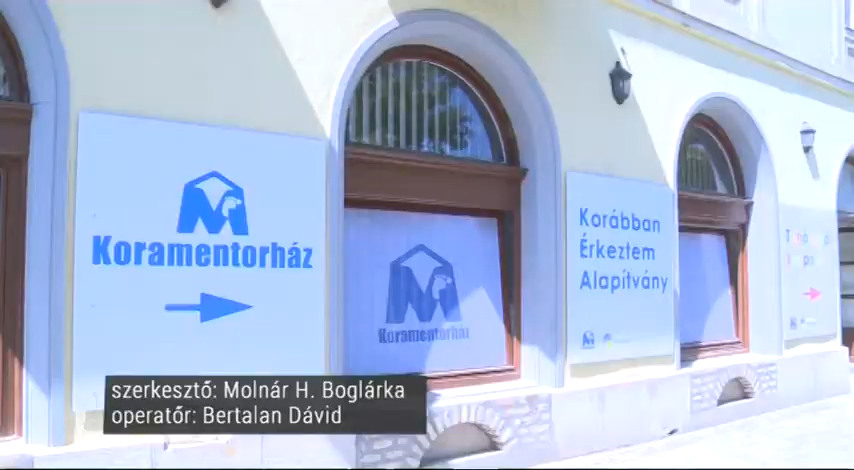 Koramentorház
Koramentorház
Korábban
Érkeztem
Alapítvány
szerkesztő: Molnár H. Boglárka
operatőr: Bertalan Dávid